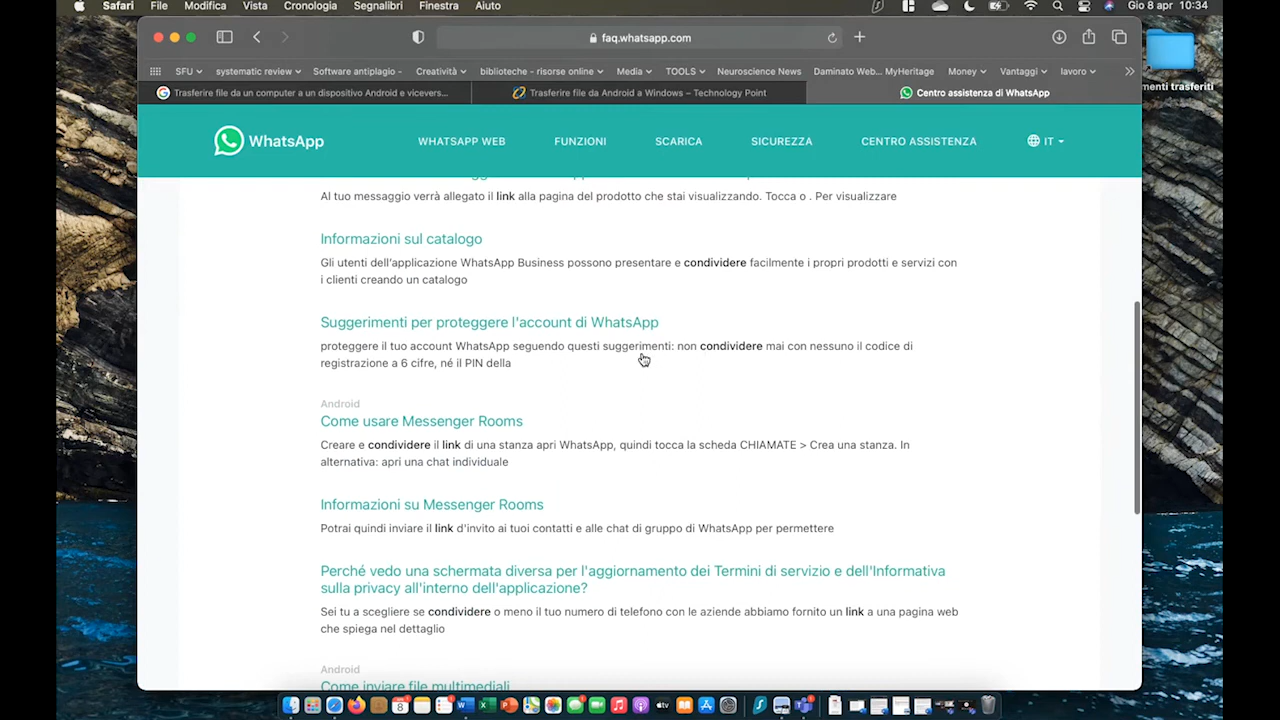 Safari File Modifica Vista Cronologia Segnalibri Finestra Aiuto Gio 8 apr 10:34
faq.whatsapp.com
SFU systematic review Software antiplagio Creatività biblioteche - risorse online Media TOOLS Neuroscience News Daminato Web... MyHeritage Money Vantaggi lavoro
menti trasferiti
Trasferire file da un computer a un dispositivo Android e vicevers... Trasferire file da Android a Windows – Technology Point Centro assistenza di WhatsApp
WhatsApp WHATSAPP WEB FUNZIONI SCARICA SICUREZZA CENTRO ASSISTENZA IT
Al tuo messaggio verrà allegato il link alla pagina del prodotto che stai visualizzando. Tocca o . Per visualizzare
Informazioni sul catalogo
Gli utenti dell'applicazione WhatsApp Business possono presentare e condividere facilmente i propri prodotti e servizi con
i clienti creando un catalogo
Suggerimenti per proteggere l'account di WhatsApp
proteggere il tuo account WhatsApp seguendo questi suggerimenti: non condividere mai con nessuno il codice di
registrazione a 6 cifre, né il PIN della
Android
Come usare Messenger Rooms
Creare e condividere il link di una stanza apri WhatsApp, quindi tocca la scheda CHIAMATE > Crea una stanza. In
alternativa: apri una chat individuale
Informazioni su Messenger Rooms
Potrai quindi inviare il link d'invito ai tuoi contatti e alle chat di gruppo di WhatsApp per permettere
Perché vedo una schermata diversa per l'aggiornamento dei Termini di servizio e dell'Informativa
sulla privacy all'interno dell'applicazione?
Sei tu a scegliere se condividere o meno il tuo numero di telefono con le aziende abbiamo fornito un link a una pagina web
che spiega nel dettaglio
Android
Come inviare file multimediali